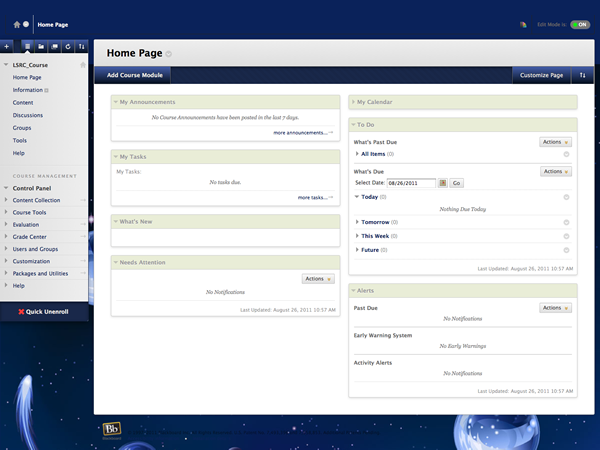 Home Page
Edit Mode is: ON
LSRC_Course
Home Page
Information
Content
Discussions
Groups
Tools
Help
COURSE MANAGEMENT
Control Panel
Content Collection
Course Tools
Evaluation
Grade Center
Users and Groups
Customization
Packages and Utilities
Help
Quick Unenroll
Home Page
Add Course Module
Customize Page
My Announcements
No Course Announcements have been posted in the last 7 days.
more announcements...
My Tasks
My Tasks:
No tasks due.
more tasks...
What's New
Needs Attention
Actions
No Notifications
Last Updated: August 26, 2011 10:57 AM
My Calendar
To Do
What's Past Due
Actions
All Items (0)
What's Due
Actions
Select Date: 08/26/2011 Go
Today (0)
Nothing Due Today
Tomorrow (0)
This Week (0)
Future (0)
Last Updated: August 26, 2011 10:57 AM
Alerts
Past Due
Actions
No Notifications
Early Warning System
No Early Warnings
Activity Alerts
No Notifications
Last Updated: August 26, 2011 10:57 AM
Bb
Blackboard